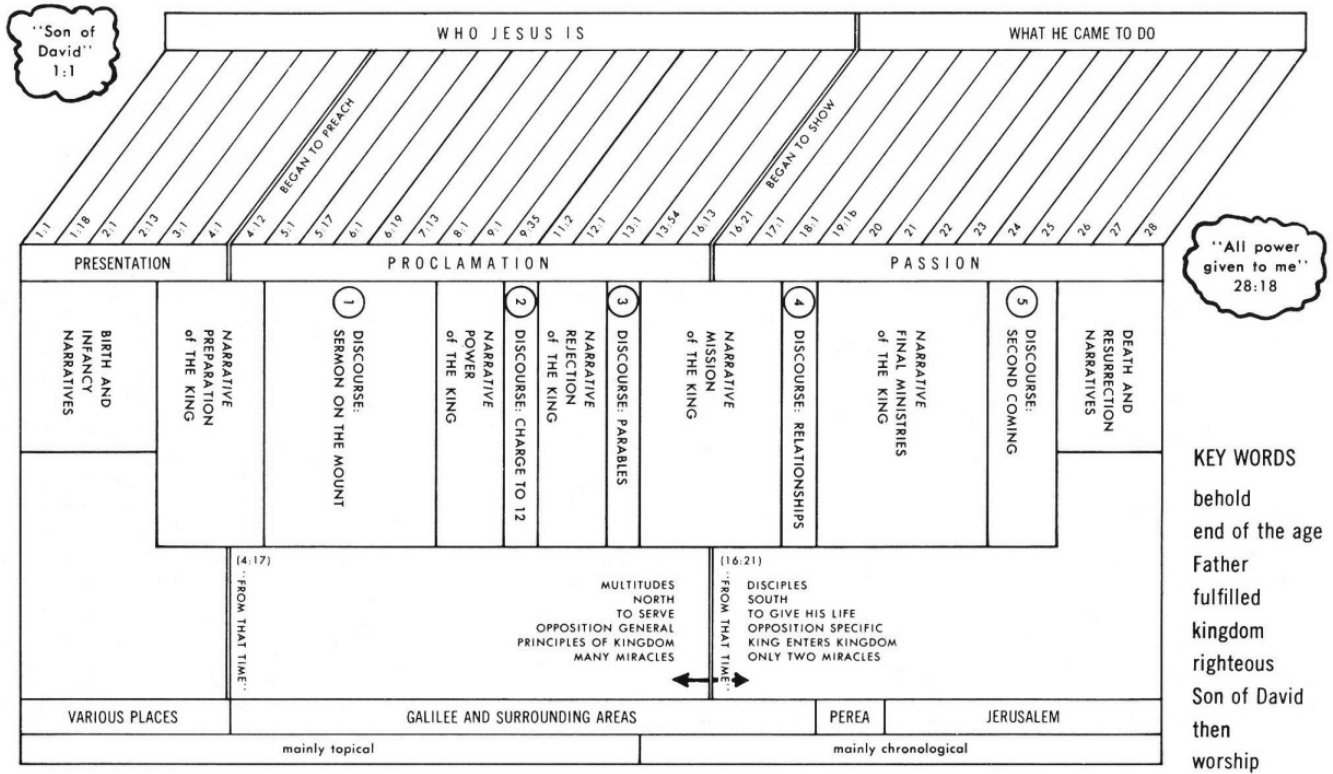 "Son of
David"
1:1
WHO JESUS IS
WHAT HE CAME TO DO
BEGAN TO PREACH
BEGAN TO SHOW
1:1
1:18
2:1
2:13
3:1
4:1
4:12
5:1
5:17
6:1
6:19
7:13
8:1
9:1
9:35
11:2
12:1
13:1
13:54
16:13
16:21
17:1
18:1
19:1b
20
21
22
23
24
25
26
27
28
"All power
given to me"
28:18
PRESENTATION
PROCLAMATION
PASSION
BIRTH AND
INFANCY
NARRATIVES
NARRATIVE
PREPARATION
of THE KING
1
DISCOURSE:
SERMON ON THE MOUNT
NARRATIVE
POWER
of THE KING
2
DISCOURSE: CHARGE TO 12
NARRATIVE
REJECTION
of THE KING
3
DISCOURSE: PARABLES
NARRATIVE
MISSION
of THE KING
4
DISCOURSE: RELATIONSHIPS
NARRATIVE
FINAL MINISTRIES
of THE KING
5
DISCOURSE:
SECOND COMING
DEATH AND
RESURRECTION
NARRATIVES
(4:17)
"FROM THAT TIME"
MULTITUDES
NORTH
TO SERVE
OPPOSITION GENERAL
PRINCIPLES OF KINGDOM
MANY MIRACLES
(16:21)
"FROM THAT TIME"
DISCIPLES
SOUTH
TO GIVE HIS LIFE
OPPOSITION SPECIFIC
KING ENTERS KINGDOM
ONLY TWO MIRACLES
VARIOUS PLACES
GALILEE AND SURROUNDING AREAS
PEREA
JERUSALEM
mainly topical
mainly chronological
KEY WORDS
behold
end of the age
Father
fulfilled
kingdom
righteous
Son of David
then
worship